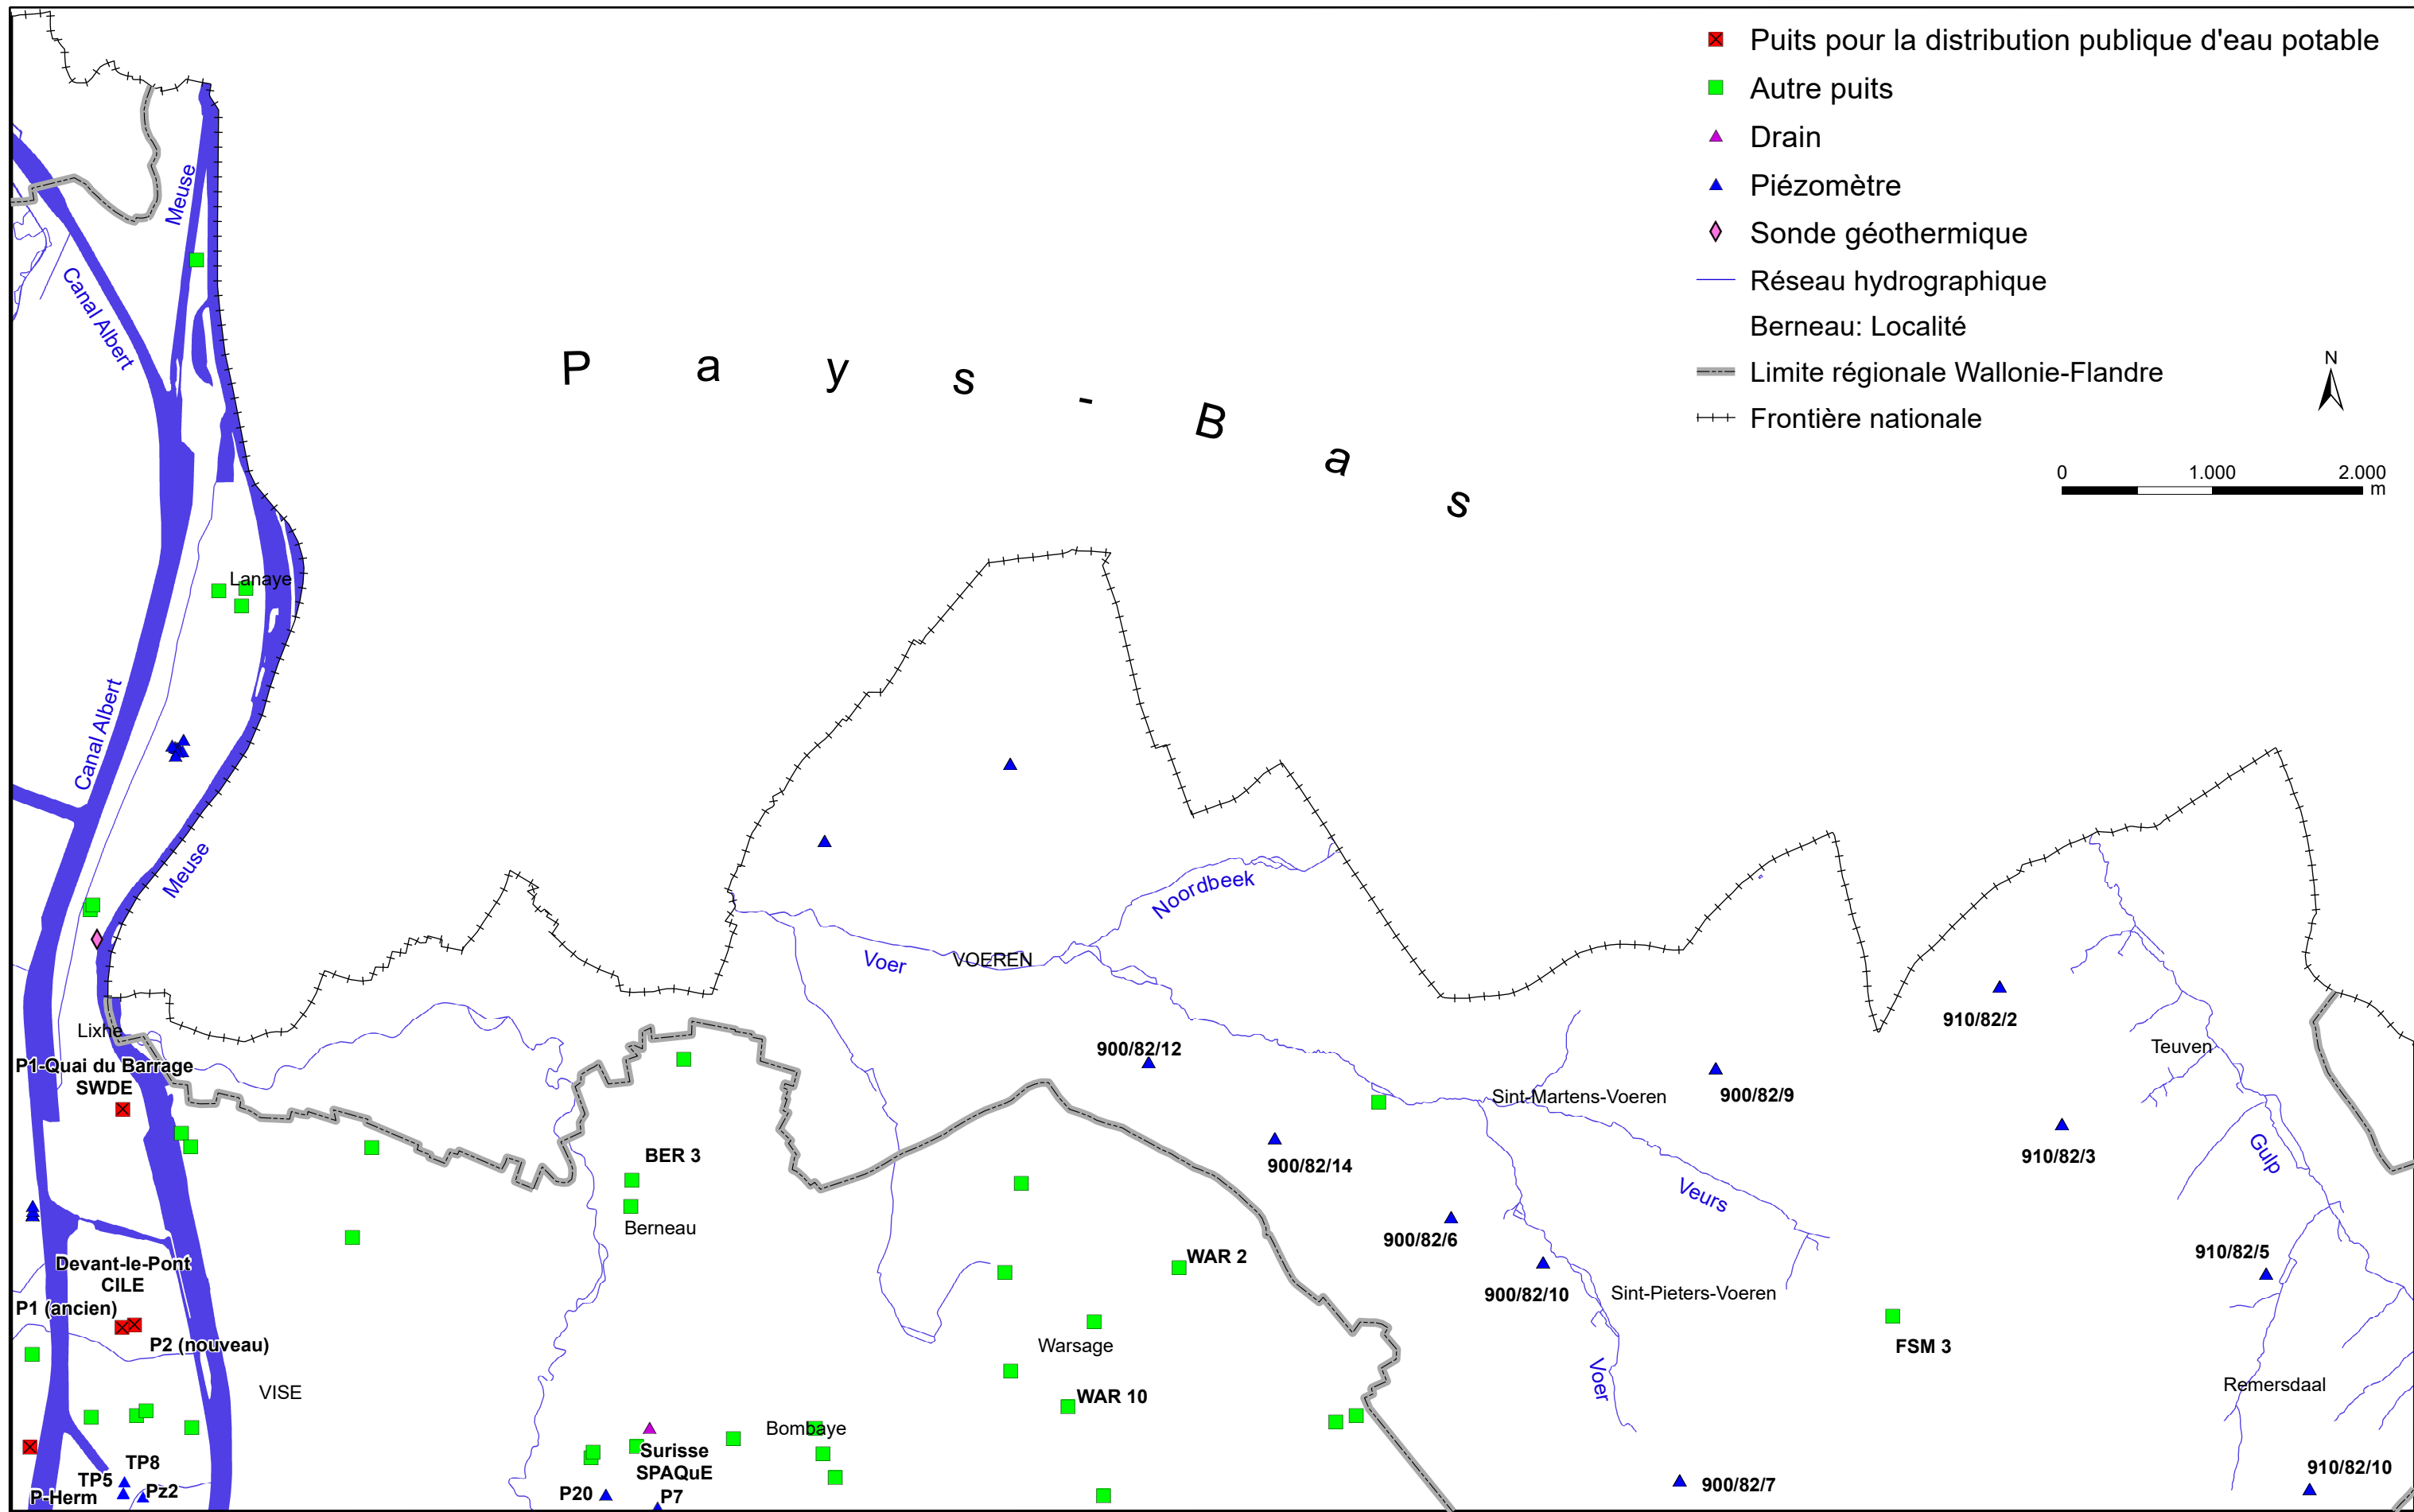 Puits pour la distribution publique d'eau potable
Autre puits
Drain
Piézomètre
Sonde géothermique
Réseau hydrographique
Berneau: Localité
Limite régionale Wallonie-Flandre
Frontière nationale
N
0 1.000 2.000
m
Pays-Bas
Meuse
Canal Albert
Lanaye
Canal Albert
Meuse
Noordbeek
Voer
VOEREN
Lixhe
P1-Quai du Barrage
SWDE
900/82/12
910/82/2
Teuven
Sint-Martens-Voeren
900/82/9
BER 3
900/82/14
910/82/3
Gulp
Veurs
Berneau
900/82/6
WAR 2
910/82/5
Devant-le-Pont
CILE
900/82/10
Sint-Pieters-Voeren
P1 (ancien)
P2 (nouveau)
Warsage
FSM 3
Voer
VISE
WAR 10
Remersdaal
Bombaye
Surisse
SPAQuE
TP8
TP5
Pz2
P-Herm
P20
P7
900/82/7
910/82/10